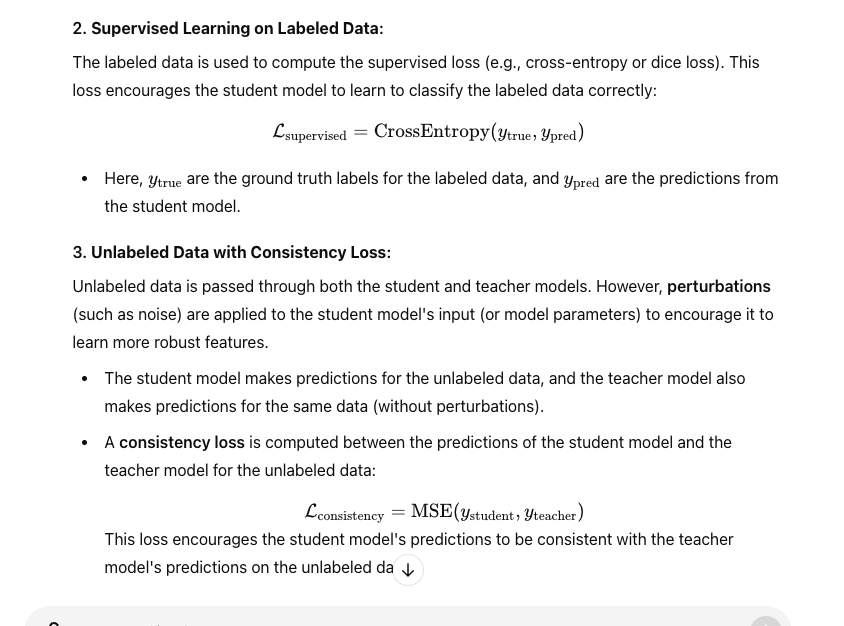 2. Supervised Learning on Labeled Data:
The labeled data is used to compute the supervised loss (e.g., cross-entropy or dice loss). This
loss encourages the student model to learn to classify the labeled data correctly:
ℒsupervised = CrossEntropy(ytrue, ypred)
• Here, ytrue are the ground truth labels for the labeled data, and ypred are the predictions from
the student model.
3. Unlabeled Data with Consistency Loss:
Unlabeled data is passed through both the student and teacher models. However, perturbations
(such as noise) are applied to the student model's input (or model parameters) to encourage it to
learn more robust features.
• The student model makes predictions for the unlabeled data, and the teacher model also
makes predictions for the same data (without perturbations).
• A consistency loss is computed between the predictions of the student model and the
teacher model for the unlabeled data:
ℒconsistency = MSE(ystudent, yteacher)
This loss encourages the student model's predictions to be consistent with the teacher
model's predictions on the unlabeled da